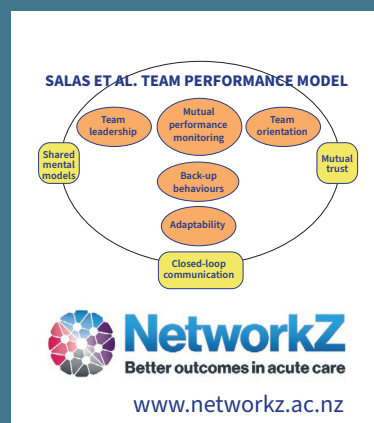 SALAS ET AL. TEAM PERFORMANCE MODEL
Team
leadership
Mutual
performance
monitoring
Team
orientation
Shared
mental
models
Mutual
trust
Back-up
behaviours
Adaptability
Closed-loop
communication
NetworkZ
Better outcomes in acute care
www.networkz.ac.nz